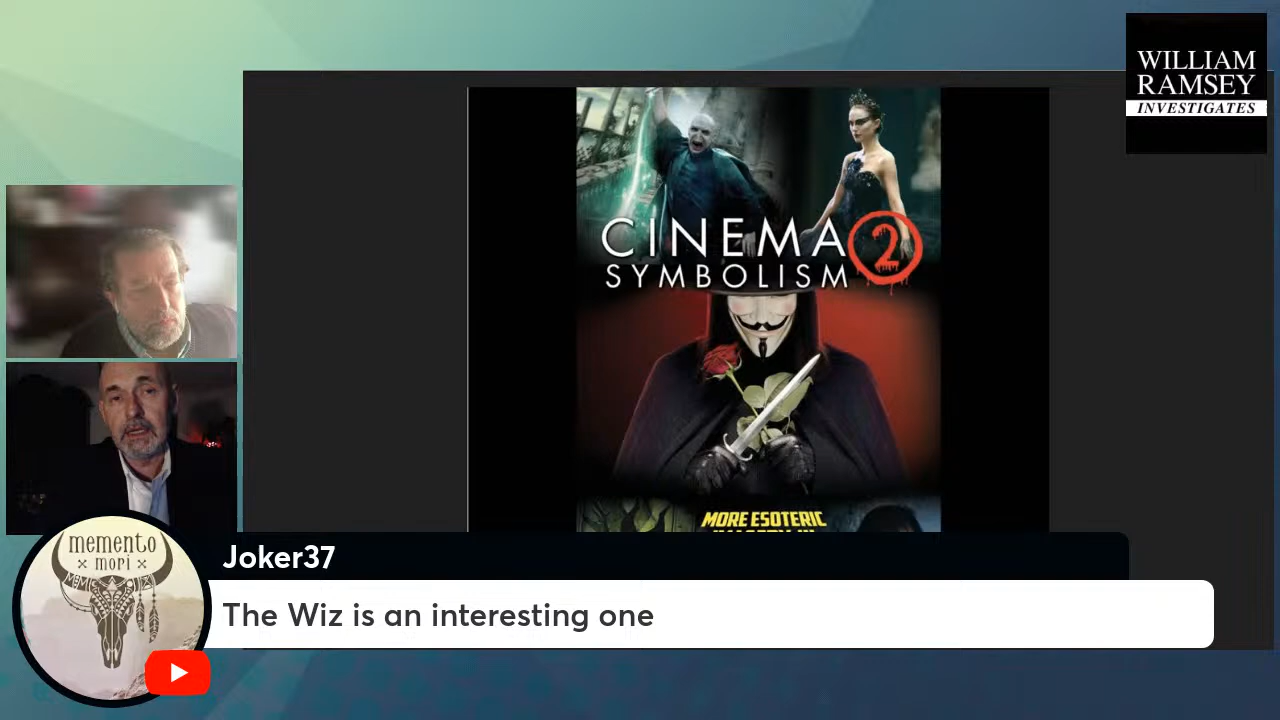 WILLIAM
RAMSEY
INVESTIGATES
CINEMA 2
SYMBOLISM
MORE ESOTERIC
memento
x mori x
Joker37
The Wiz is an interesting one